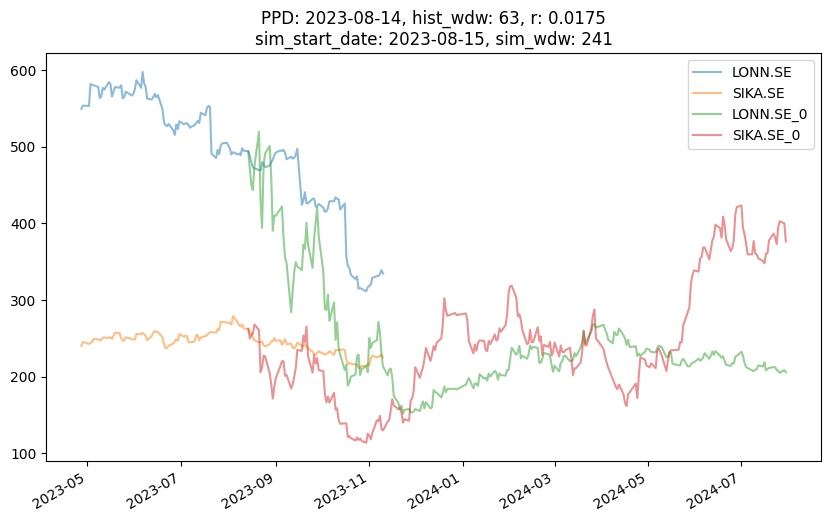 PPD: 2023-08-14, hist_wdw: 63, r: 0.0175
sim_start_date: 2023-08-15, sim_wdw: 241
LONN.SE
SIKA.SE
LONN.SE_0
SIKA.SE_0
600
500
400
300
200
100
2023-05
2023-07
2023-09
2023-11
2024-01
2024-03
2024-05
2024-07